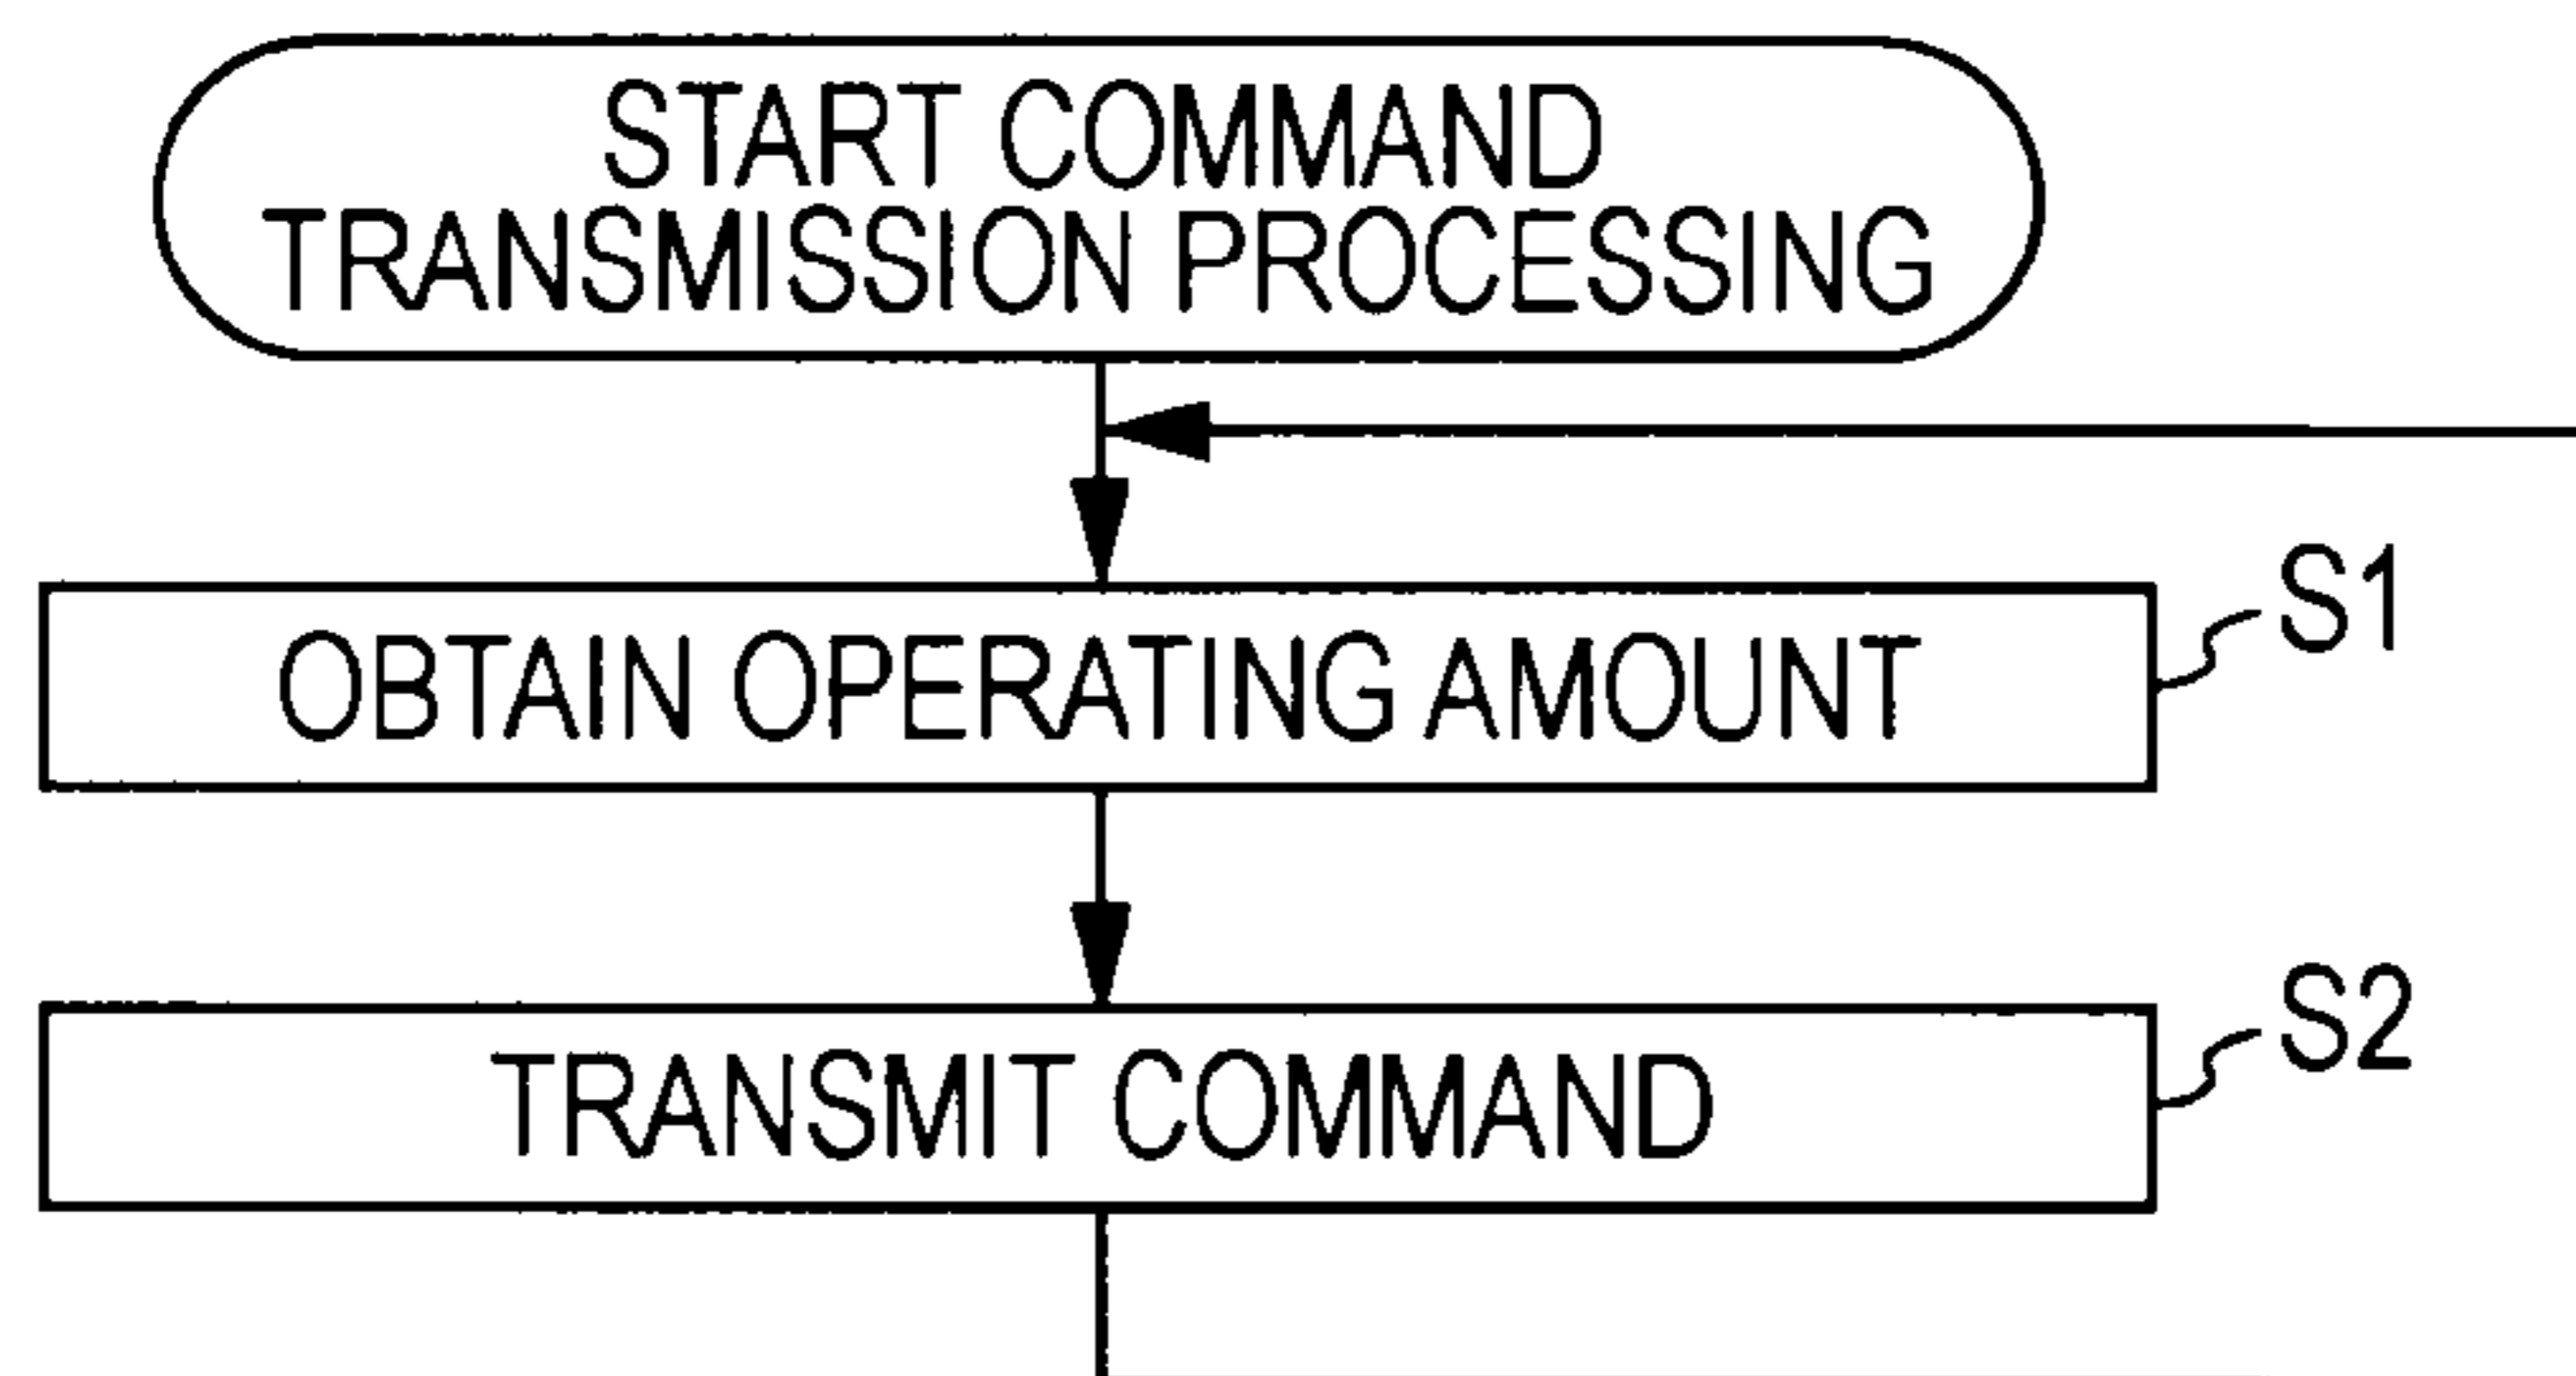 START COMMAND
TRANSMISSION PROCESSING
S1
OBTAIN OPERATING AMOUNT
S2
TRANSMIT COMMAND